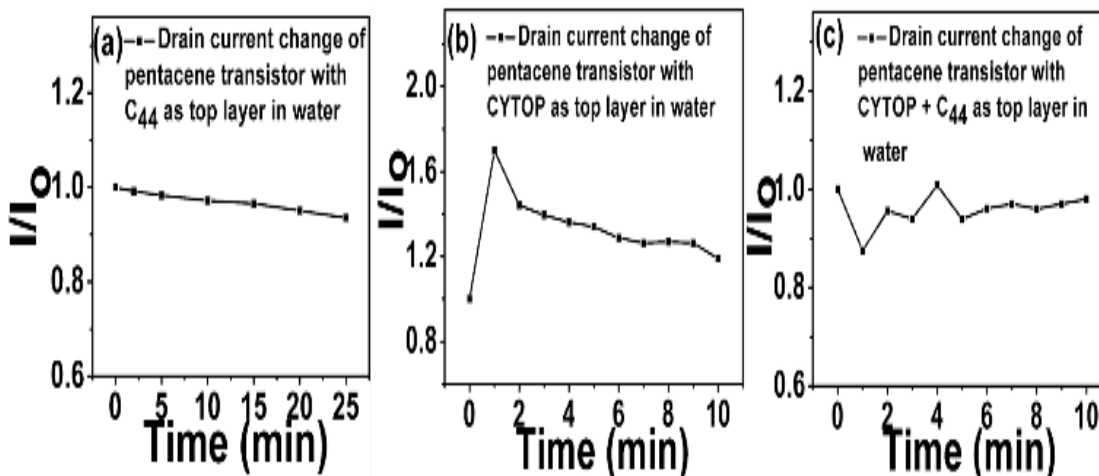 (a) Drain current change of
pentacene transistor with
C44 as top layer in water
I/I0
1.2
1.0
0.8
0.6
0 5 10 15 20 25
Time (min)
(b) Drain current change of
pentacene transistor with
CYTOP as top layer in water
I/I0
2.0
1.6
1.2
0.8
0 2 4 6 8 10
Time (min)
(c) Drain current change of
pentacene transistor with
CYTOP + C44 as top layer in
water
I/I0
1.2
1.0
0.8
0.6
0 2 4 6 8 10
Time (min)